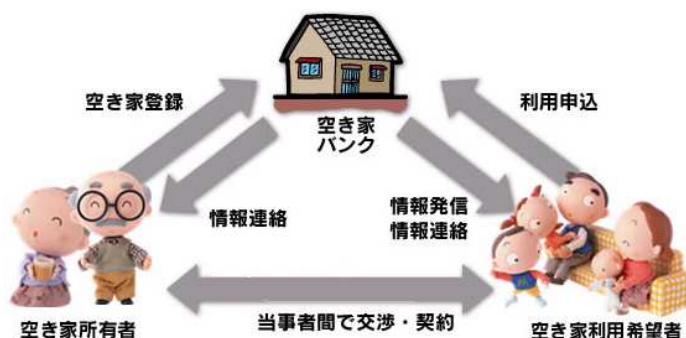 空き家登録
利用申込
空き家
バンク
情報連絡
情報発信
情報連絡
当事者間で交渉・契約
空き家所有者
空き家利用希望者